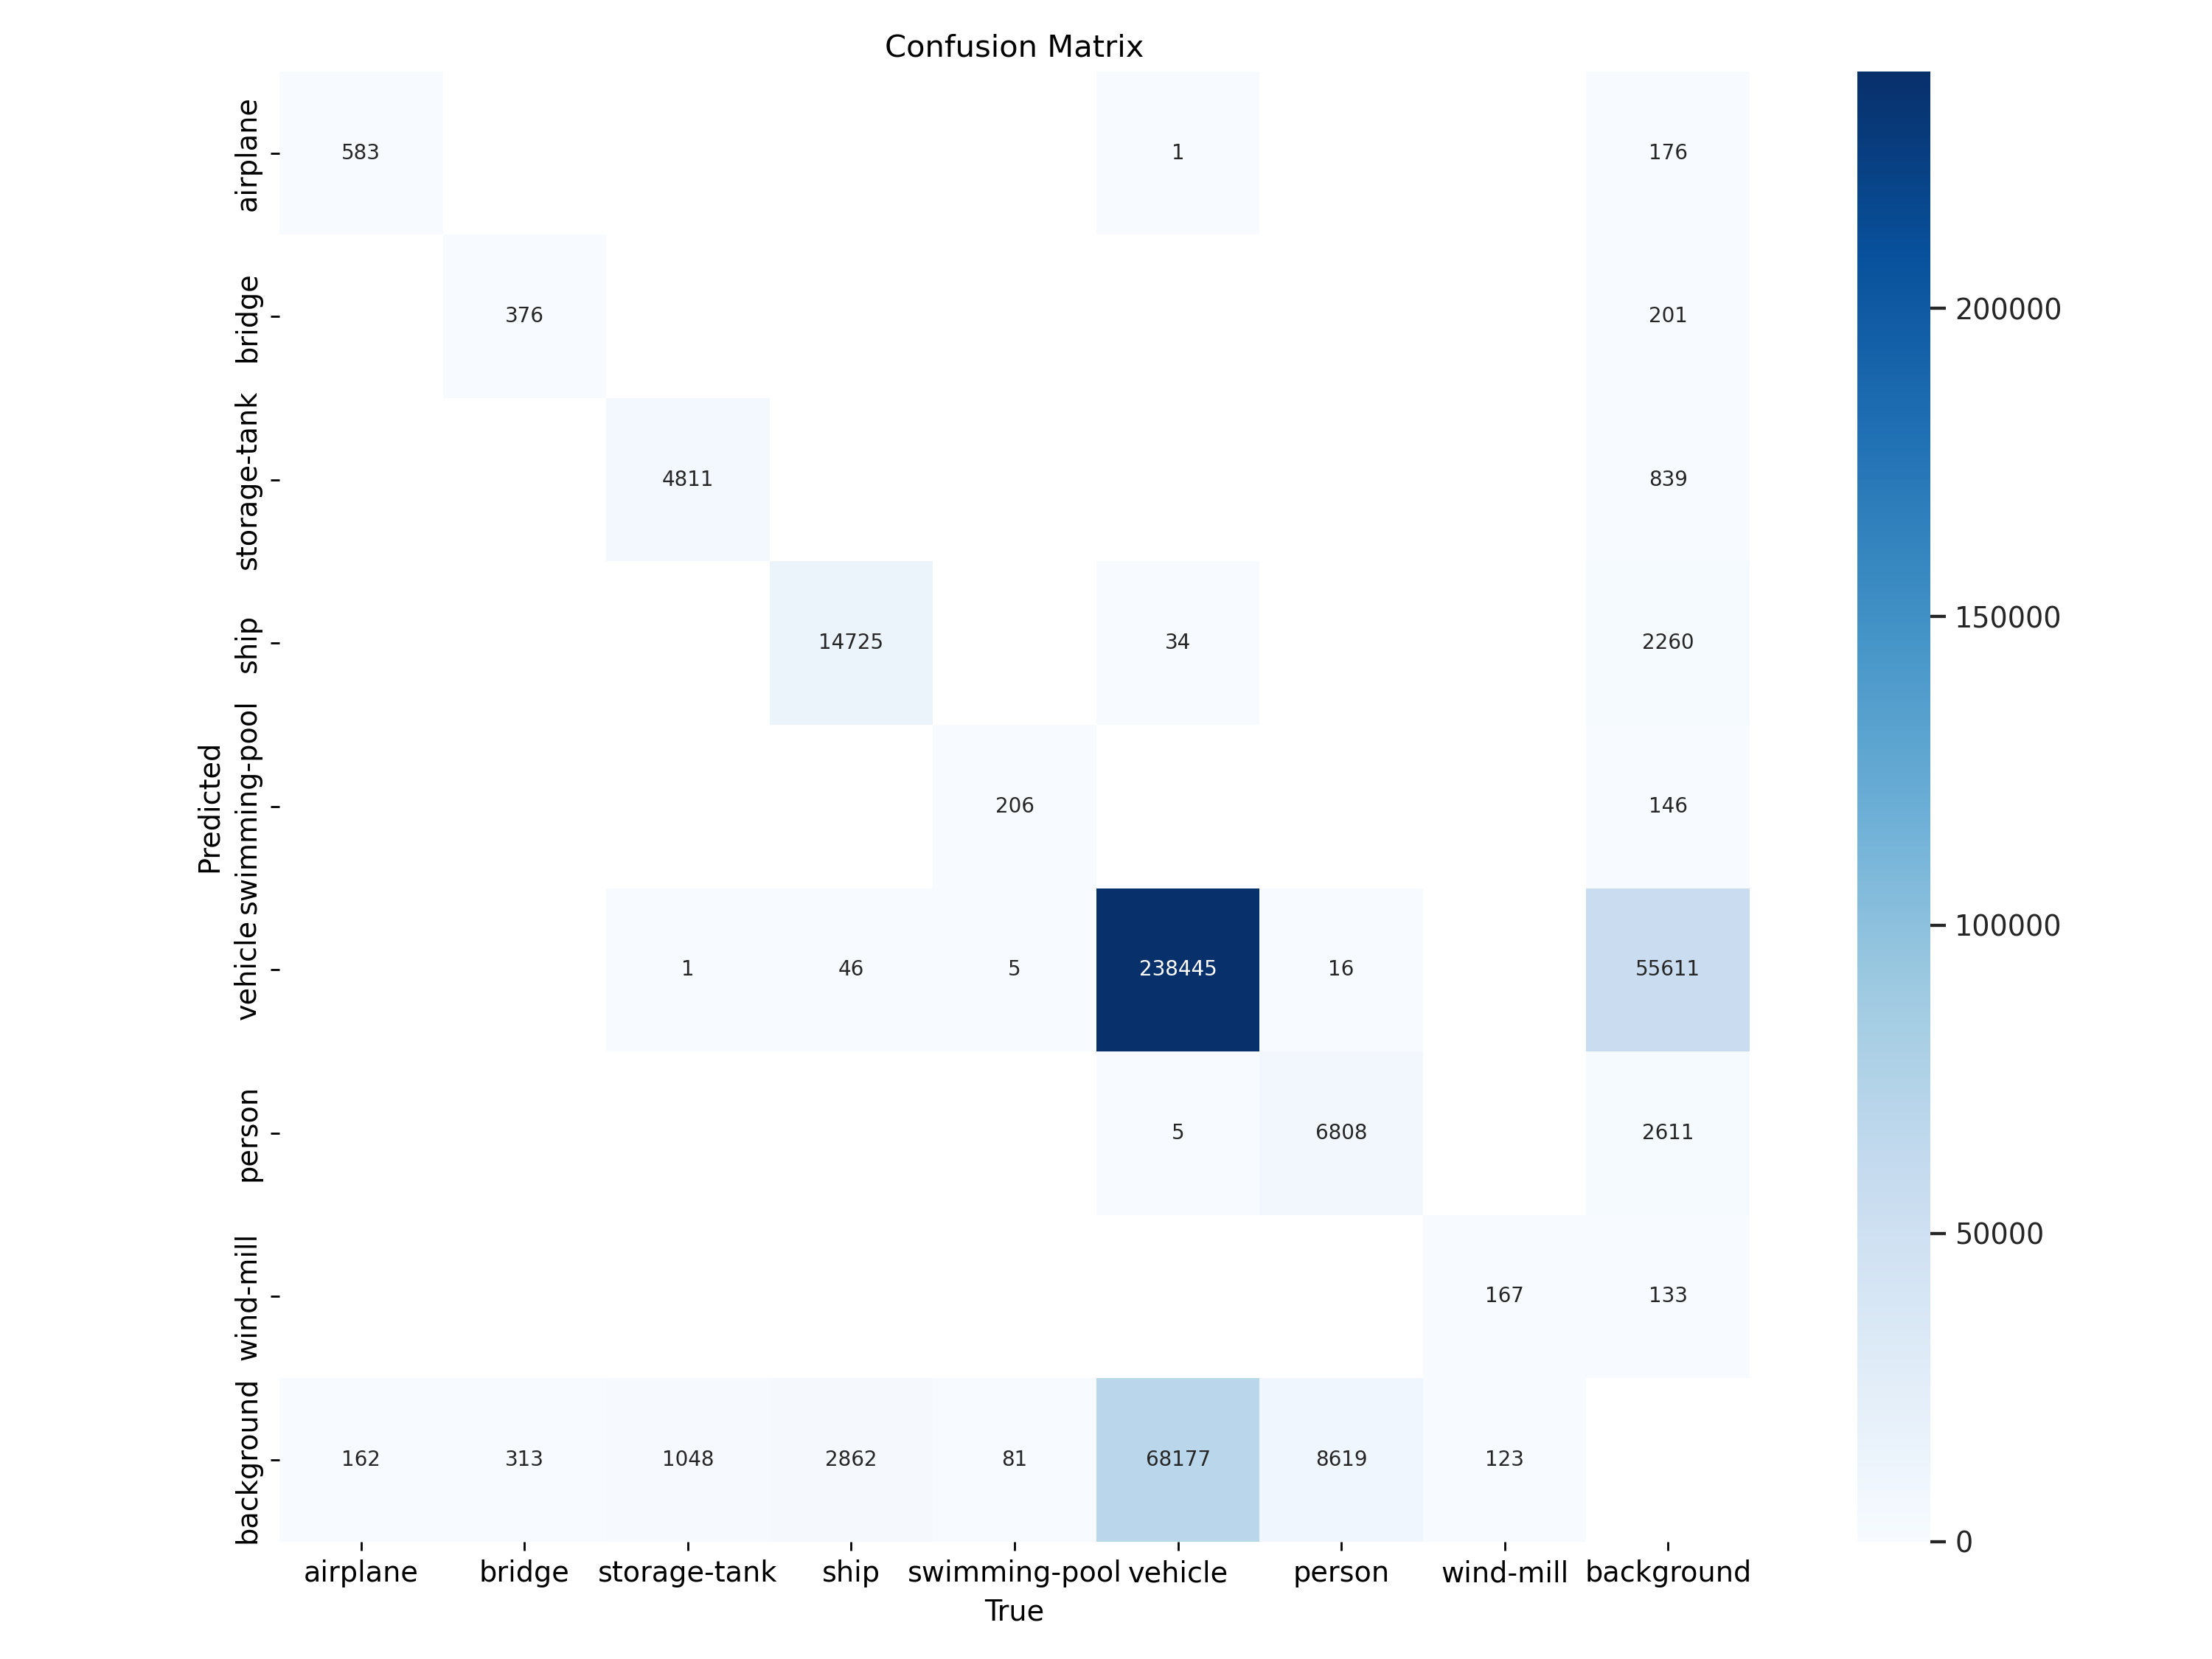 Confusion Matrix
airplane
583
1
176
bridge
376
201
200000
storage-tank
4811
839
150000
ship
14725
34
2260
Predicted
swimming-pool
206
146
100000
vehicle
1
46
5
238445
16
55611
person
5
6808
2611
50000
wind-mill
167
133
background
162
313
1048
2862
81
68177
8619
123
0
airplane bridge storage-tank ship swimming-pool vehicle person wind-mill background
True